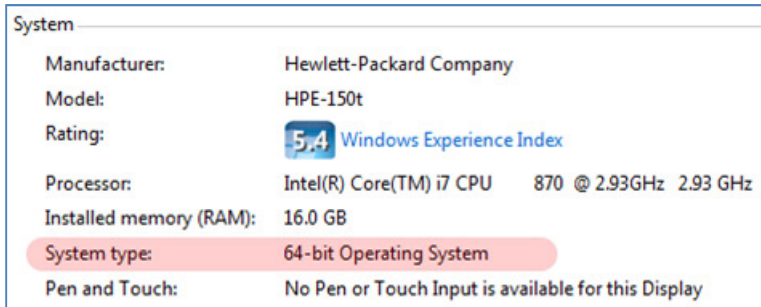 System
Manufacturer: Hewlett-Packard Company
Model: HPE-150t
Rating: 5.4 Windows Experience Index
Processor: Intel(R) Core(TM) i7 CPU 870 @ 2.93GHz 2.93 GHz
Installed memory (RAM): 16.0 GB
System type: 64-bit Operating System
Pen and Touch: No Pen or Touch Input is available for this Display